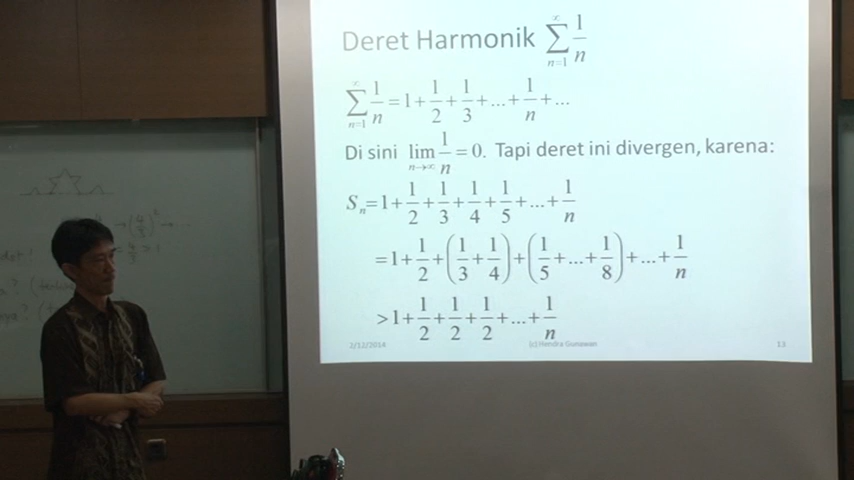 Deret Harmonik ∑_{n=1}^{∞} 1/n
∑_{n=1}^{∞} 1/n = 1 + 1/2 + 1/3 + ... + 1/n + ...
Di sini lim_{n→∞} 1/n = 0. Tapi deret ini divergen, karena:
S_n = 1 + 1/2 + 1/3 + 1/4 + 1/5 + ... + 1/n
= 1 + 1/2 + (1/3 + 1/4) + (1/5 + ... + 1/8) + ... + 1/n
> 1 + 1/2 + 1/2 + 1/2 + ... + 1/n
2/12/2014 (c) Hendra Gunawan 13